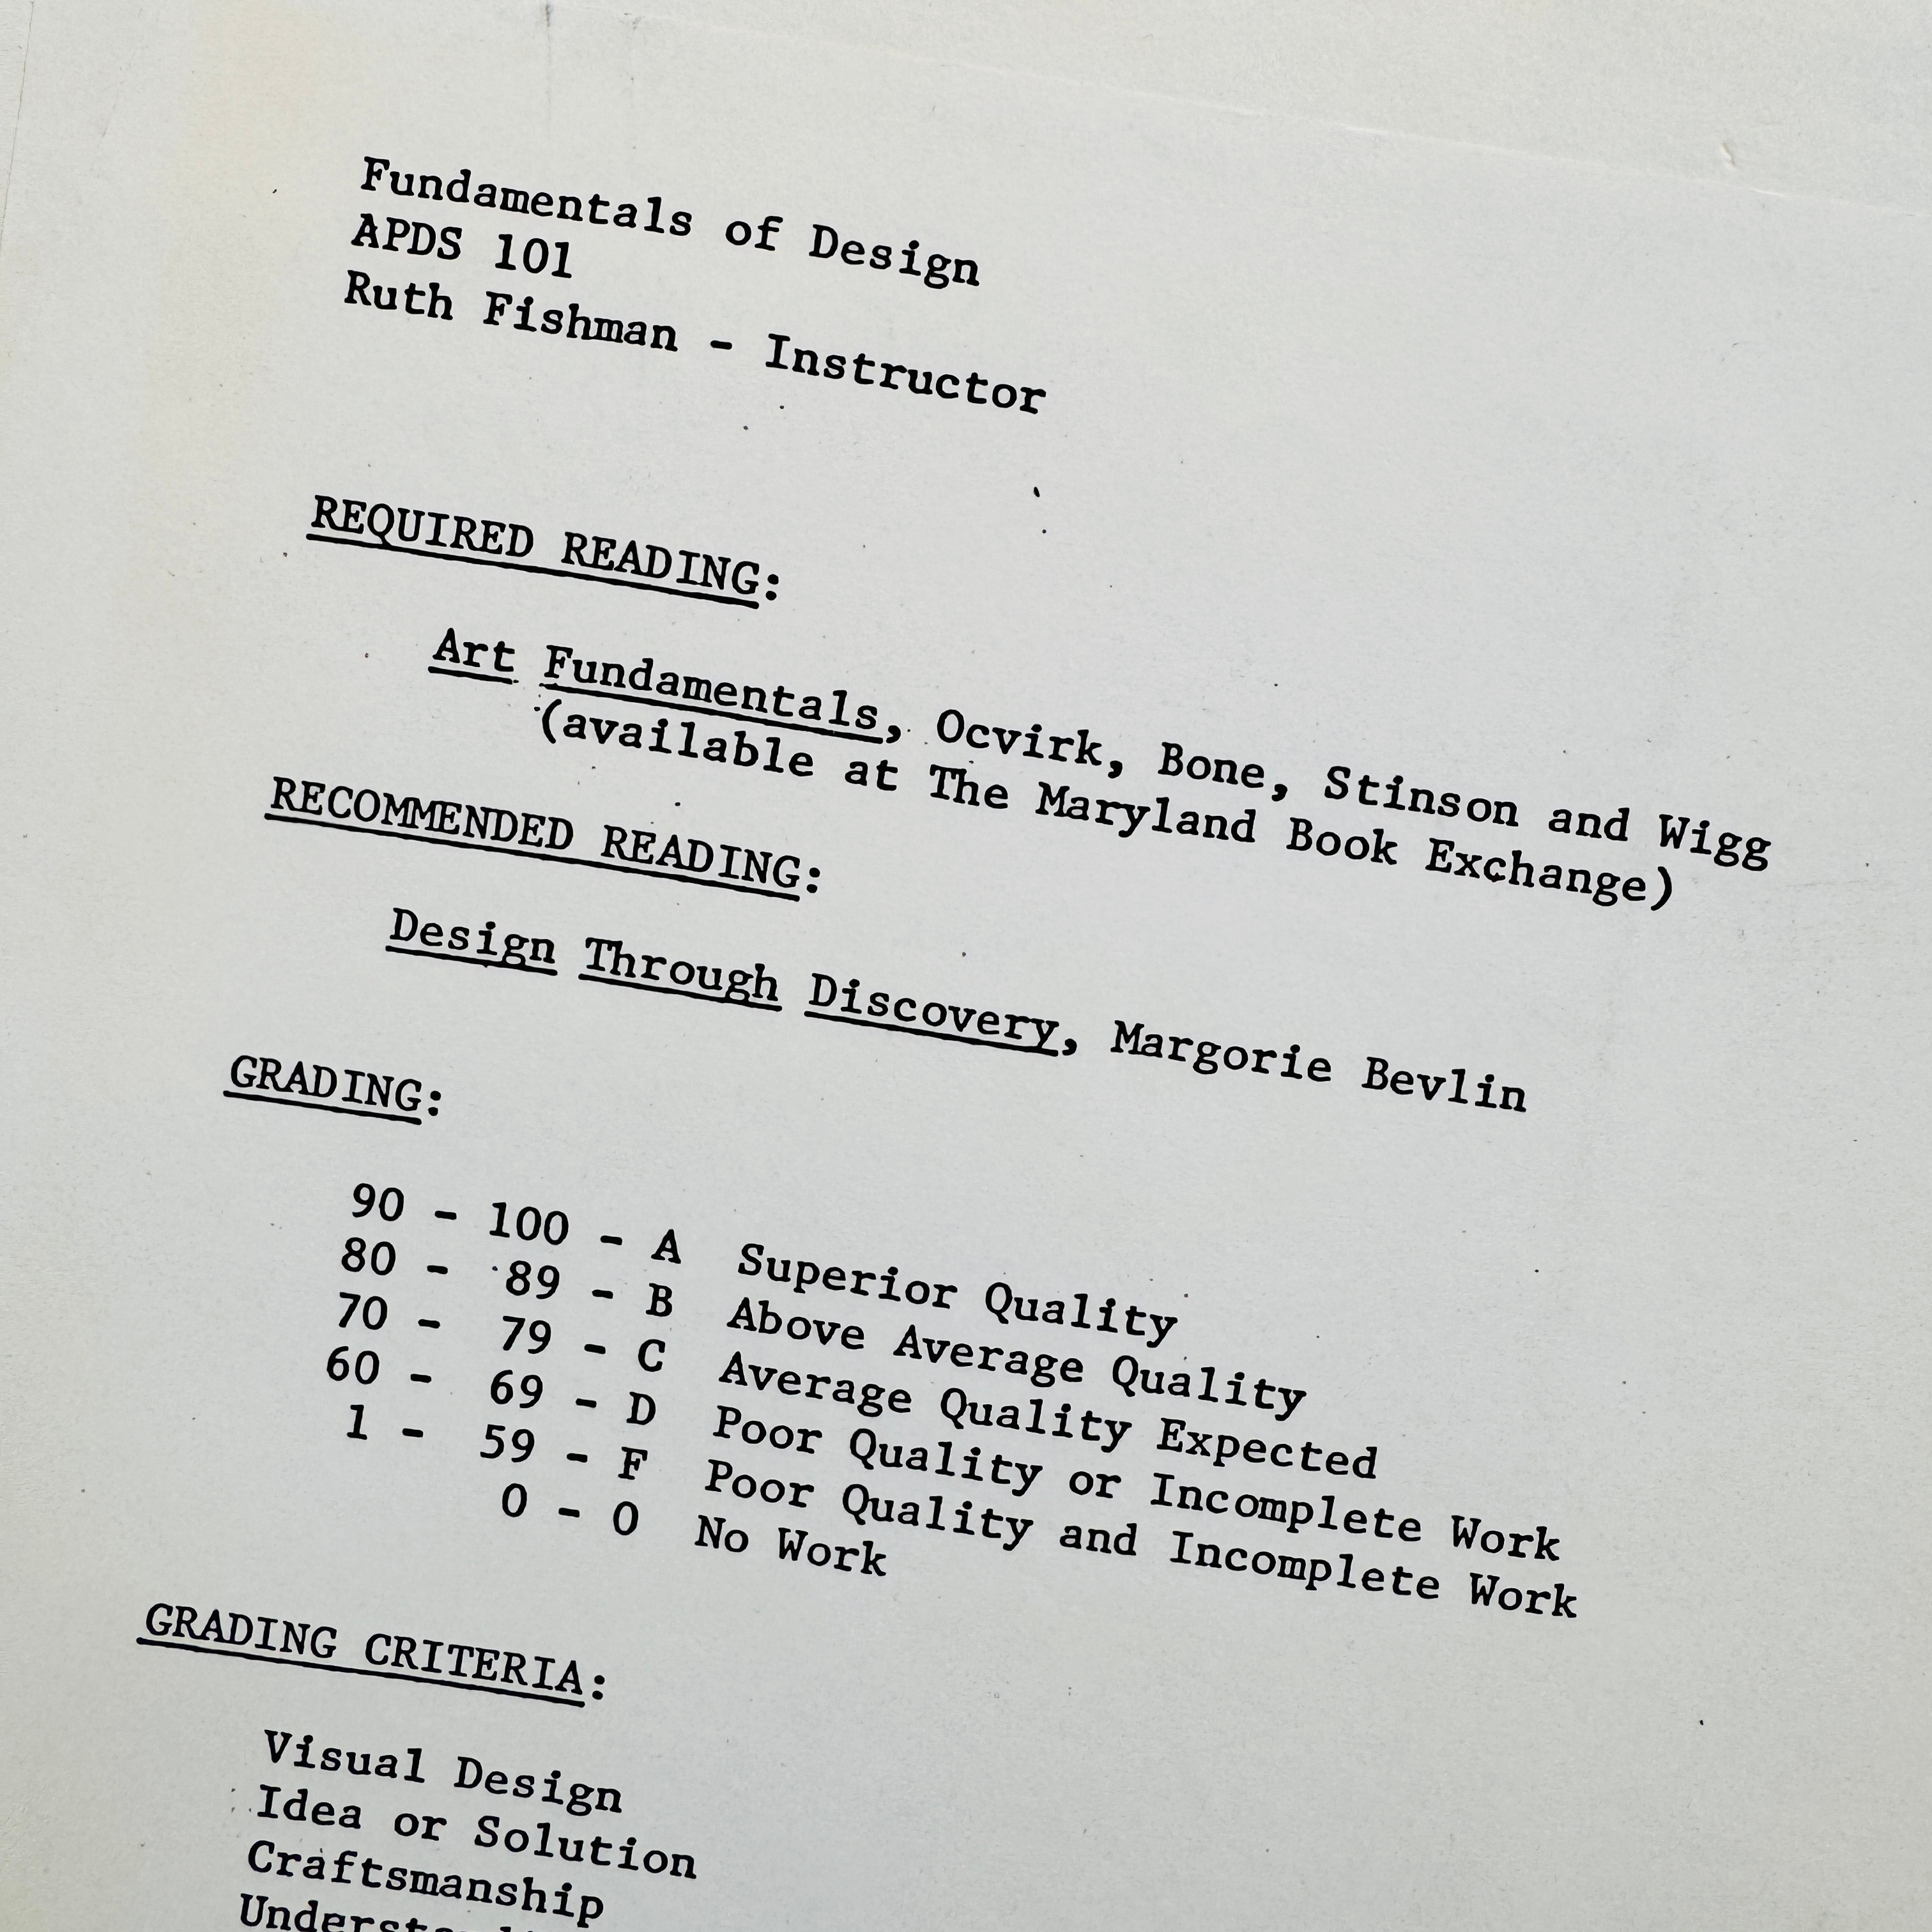 Fundamentals of Design
APDS 101
Ruth Fishman - Instructor
REQUIRED READING:
Art Fundamentals, Ocvirk, Bone, Stinson and Wigg
(available at The Maryland Book Exchange)
RECOMMENDED READING:
Design Through Discovery, Margorie Bevlin
GRADING:
90 - 100 - A Superior Quality
80 - 89 - B Above Average Quality
70 - 79 - C Average Quality Expected
60 - 69 - D Poor Quality or Incomplete Work
1 - 59 - F Poor Quality and Incomplete Work
0 - 0 No Work
GRADING CRITERIA:
Visual Design
Idea or Solution
Craftsmanship